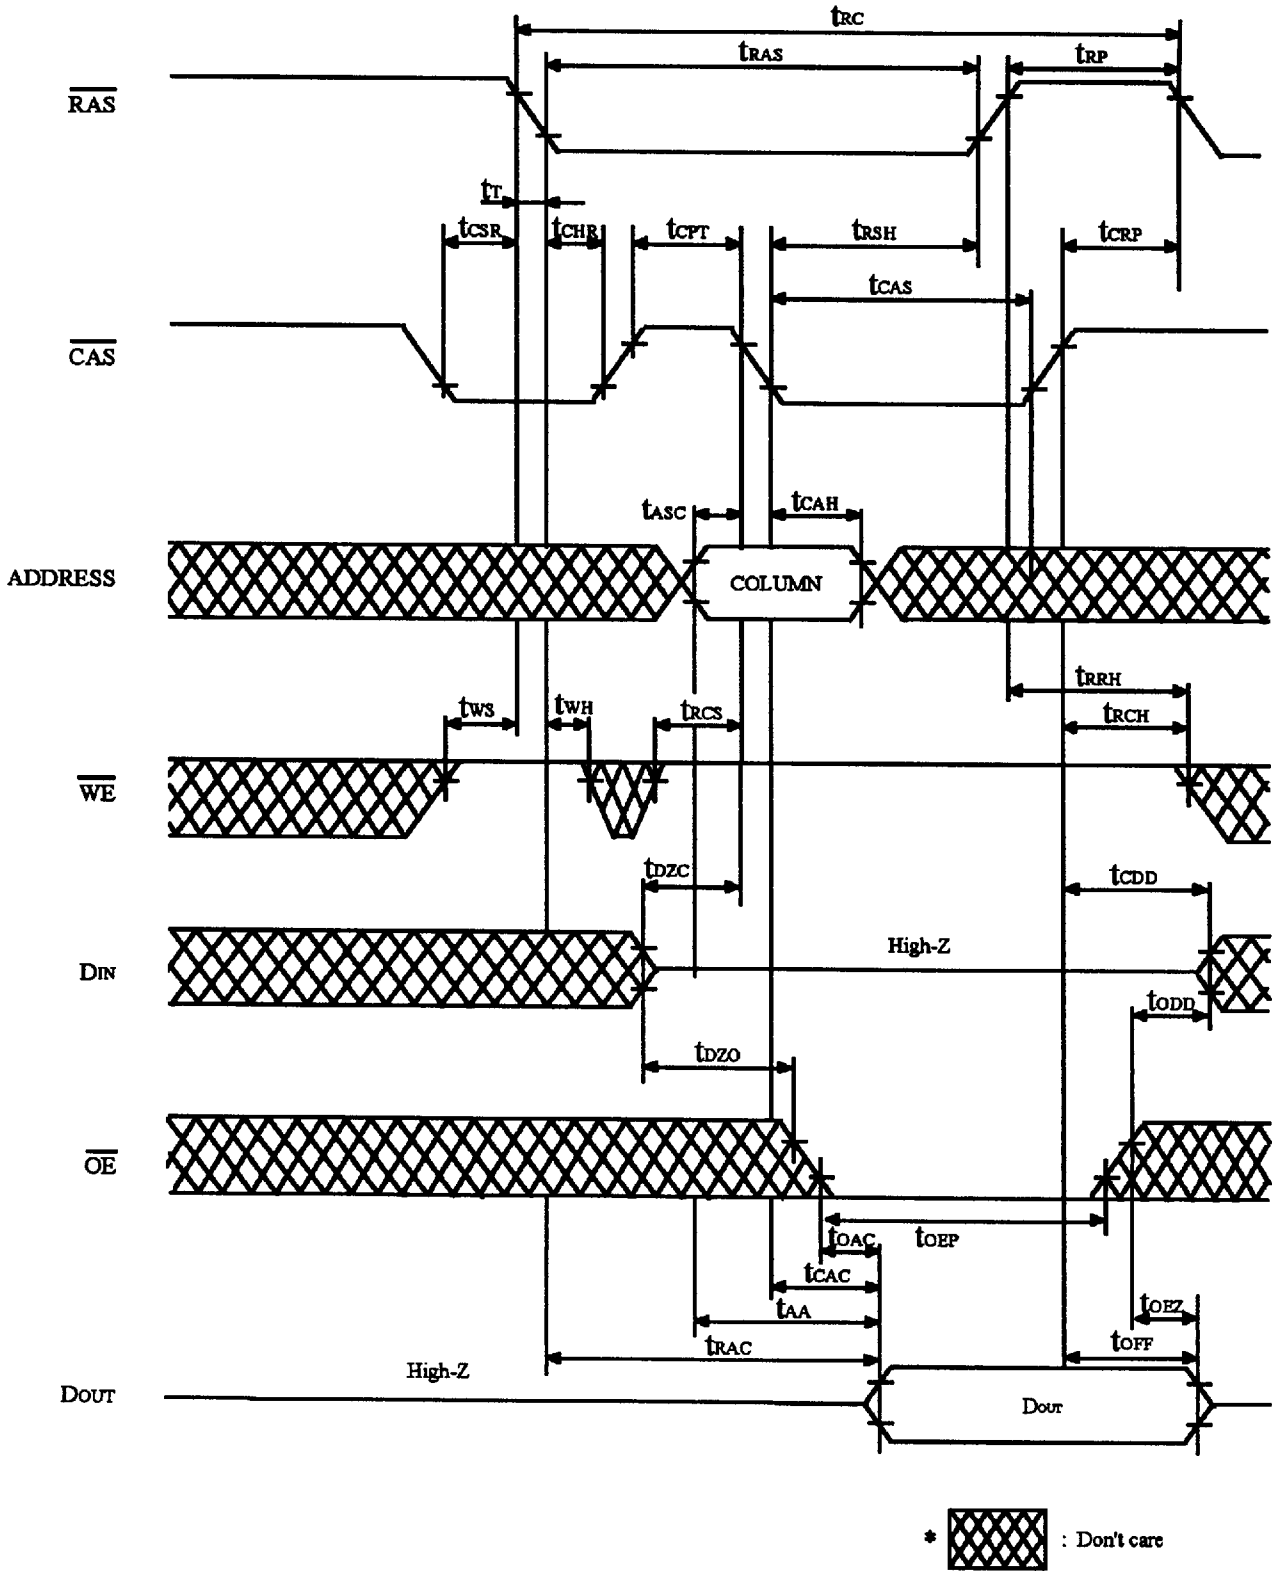 tRC
tRAS
tRP
RAS
tT
tCSR
tCHR
tCPT
tRSH
tCRP
tCAS
CAS
tASC
tCAH
ADDRESS
COLUMN
tRRH
tWS
tWH
tRCS
tRCH
WE
tDZC
tCDD
High-Z
DIN
tODD
tDZO
OE
tOAC
tOEP
tCAC
tAA
tOEZ
tRAC
tOFF
High-Z
DOUT
DOUT
* : Don't care